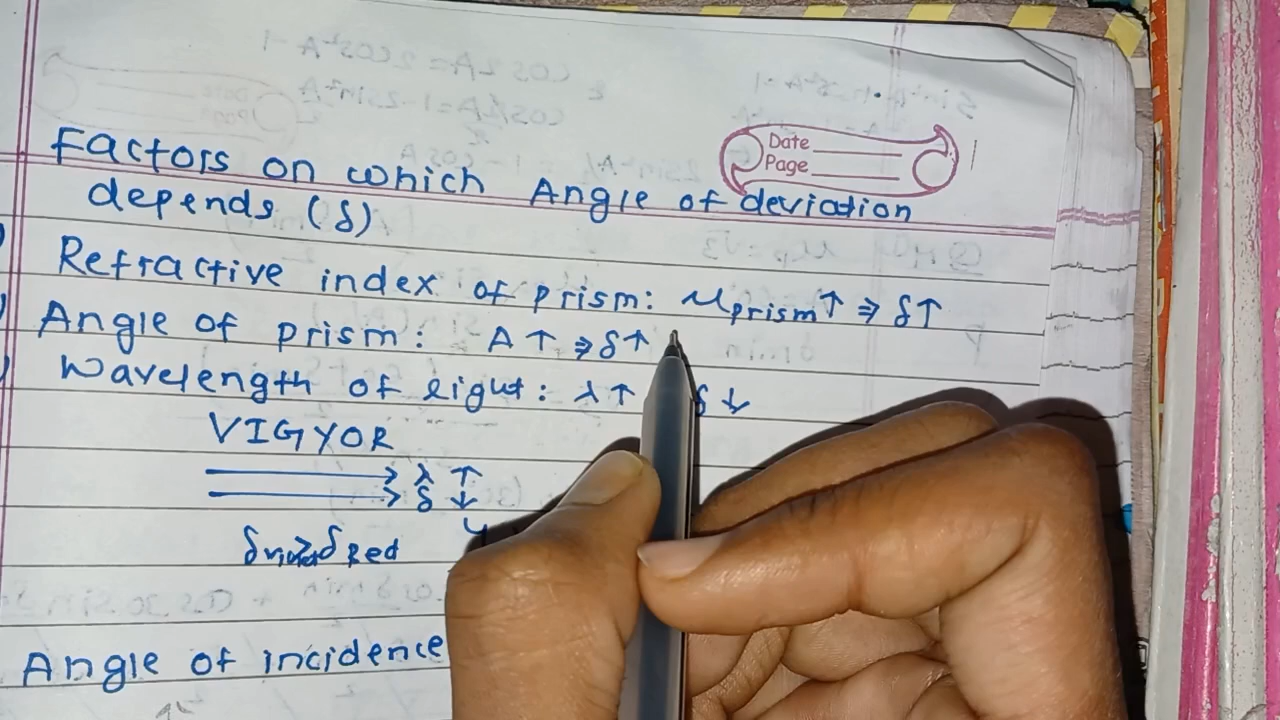 Date
Page
Factors on which Angle of deviation
depends (δ)
Refractive index of prism: μprism↑ ⇒ δ↑
Angle of prism: A↑ ⇒ δ↑
Wavelength of light: λ↑ δ↓
VIGYOR
→ λ ↑
→ δ ↓
δ > δRed
Angle of incidence